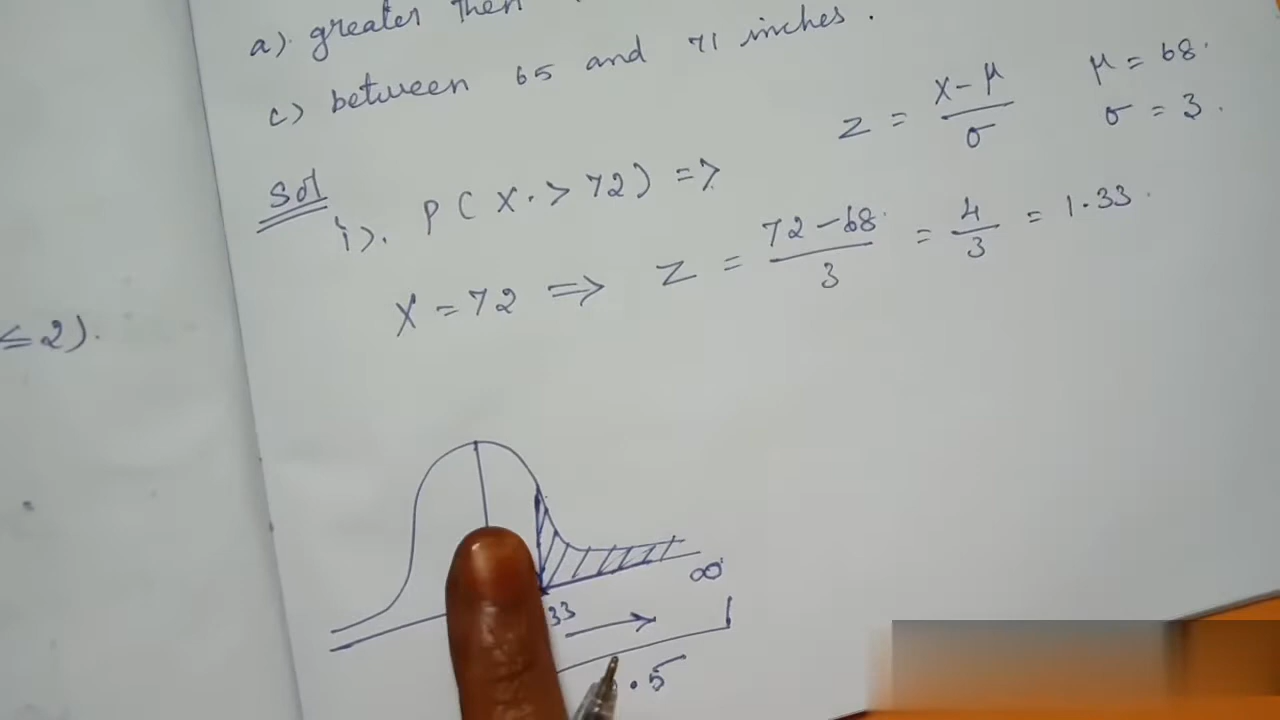 a). greater then
c) between 65 and 71 inches.
z = X-μ / σ μ = 68.
σ = 3.
Sol
i). P(X.>72) =>
X = 72 => Z = 72-68 / 3 = 4 / 3 = 1.33.
≤2).
∞
33
.5